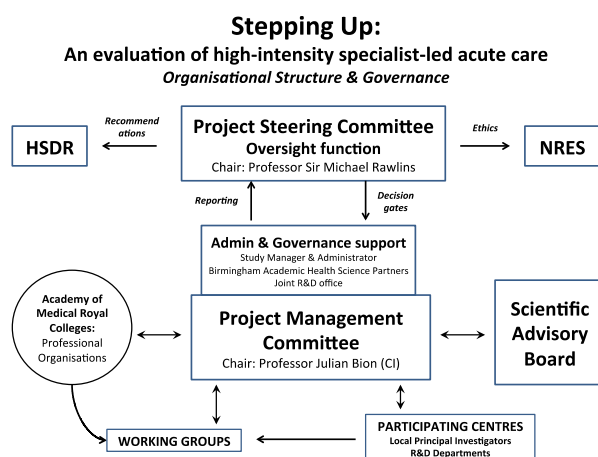 Stepping Up:
An evaluation of high-intensity specialist-led acute care
Organisational Structure & Governance
HSDR
Recommend
ations
Project Steering Committee
Oversight function
Chair: Professor Sir Michael Rawlins
Ethics
NRES
Reporting
Decision
gates
Admin & Governance support
Study Manager & Administrator
Birmingham Academic Health Science Partners
Joint R&D office
Academy of
Medical Royal
Colleges:
Professional
Organisations
Project Management
Committee
Chair: Professor Julian Bion (CI)
Scientific
Advisory
Board
WORKING GROUPS
PARTICIPATING CENTRES
Local Principal Investigators
R&D Departments